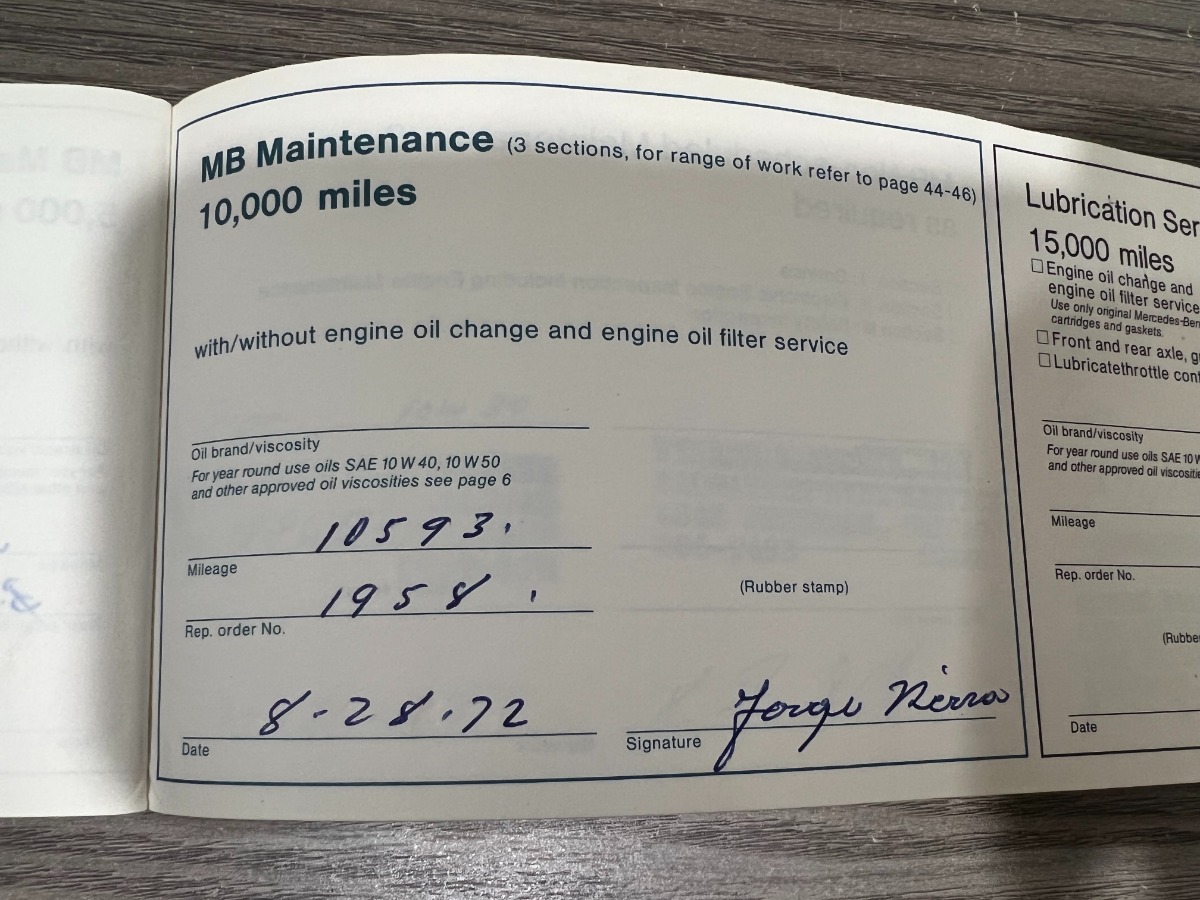 MB Maintenance (3 sections, for range of work refer to page 44-46)
10,000 miles
with/without engine oil change and engine oil filter service
Oil brand/viscosity
For year round use oils SAE 10 W 40, 10 W 50
and other approved oil viscosities see page 6
10593.
Mileage
1958.
Rep. order No.
(Rubber stamp)
8-28.72
Date
Jorge
Signature
Lubrication Ser
15,000 miles
Engine oil change and
engine oil filter service
Use only original Mercedes-Ben
cartridges and gaskets.
Front and rear axle, g
Lubricatethrottle cont
Oil brand/viscosity
For year round use oils SAE 10 W
and other approved oil viscositie
Mileage
Rep. order No.
(Rubber
Date